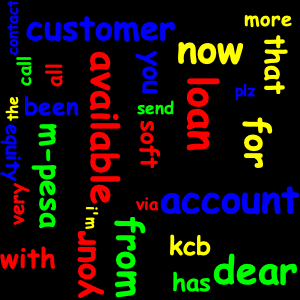 contact
customer
more
now
that
call
all
available
you
loan
plz
the
been
send
for
equity
m-pesa
soft
very
i'm
via
account
your
from
with
kcb
has
dear